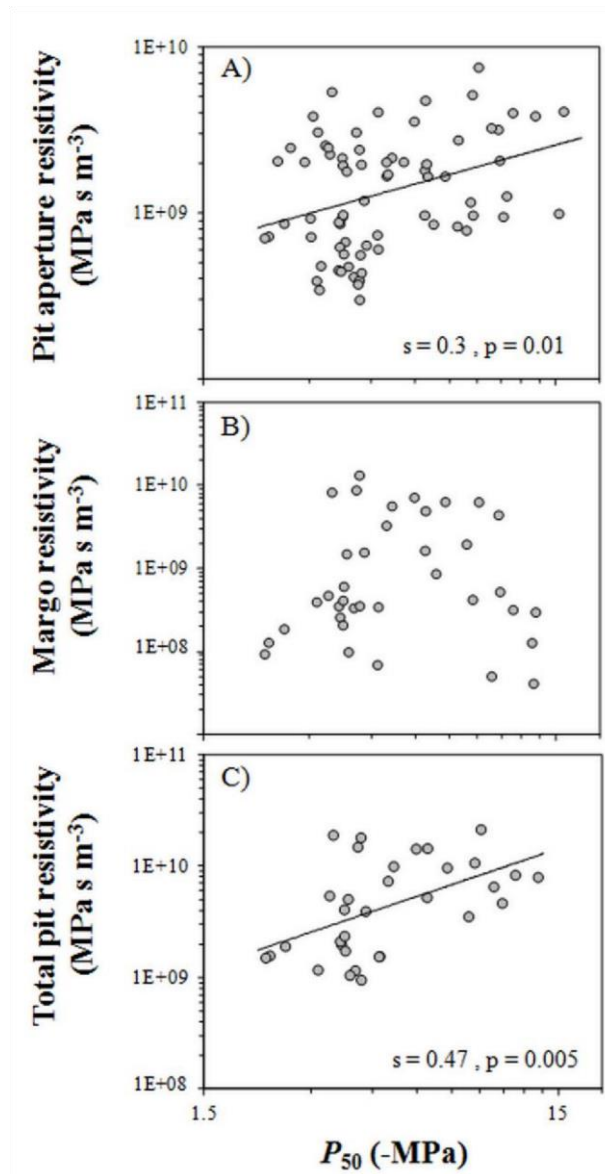 A)
1E+10
1E+09
Pit aperture resistivity
(MPa s m⁻³)
s = 0.3 , p = 0.01
B)
1E+11
1E+10
1E+09
1E+08
Margo resistivity
(MPa s m⁻³)
C)
1E+11
1E+10
1E+09
1E+08
Total pit resistivity
(MPa s m⁻³)
s = 0.47 , p = 0.005
1.5 15
P₅₀ (-MPa)